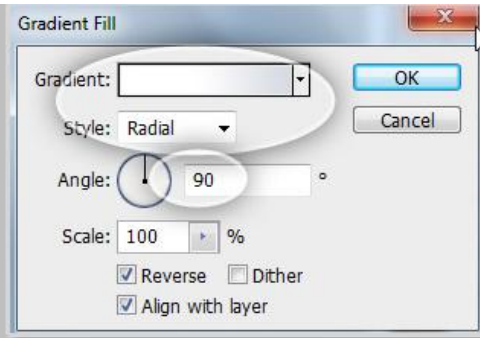 Gradient Fill
Gradient:
OK
Style: Radial
Cancel
Angle: 90 °
Scale: 100 %
Reverse Dither
Align with layer